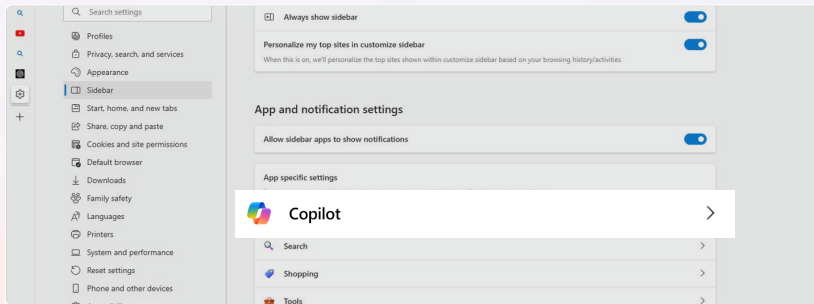 Search settings
Profiles
Privacy, search, and services
Appearance
Sidebar
Start, home, and new tabs
Share, copy and paste
Cookies and site permissions
Default browser
Downloads
Family safety
Languages
Printers
System and performance
Reset settings
Phone and other devices
Always show sidebar
Personalize my top sites in customize sidebar
When this is on, we'll personalize the top sites shown within customize sidebar based on your browsing history/activities
App and notification settings
Allow sidebar apps to show notifications
App specific settings
Copilot
Search
Shopping
Tools